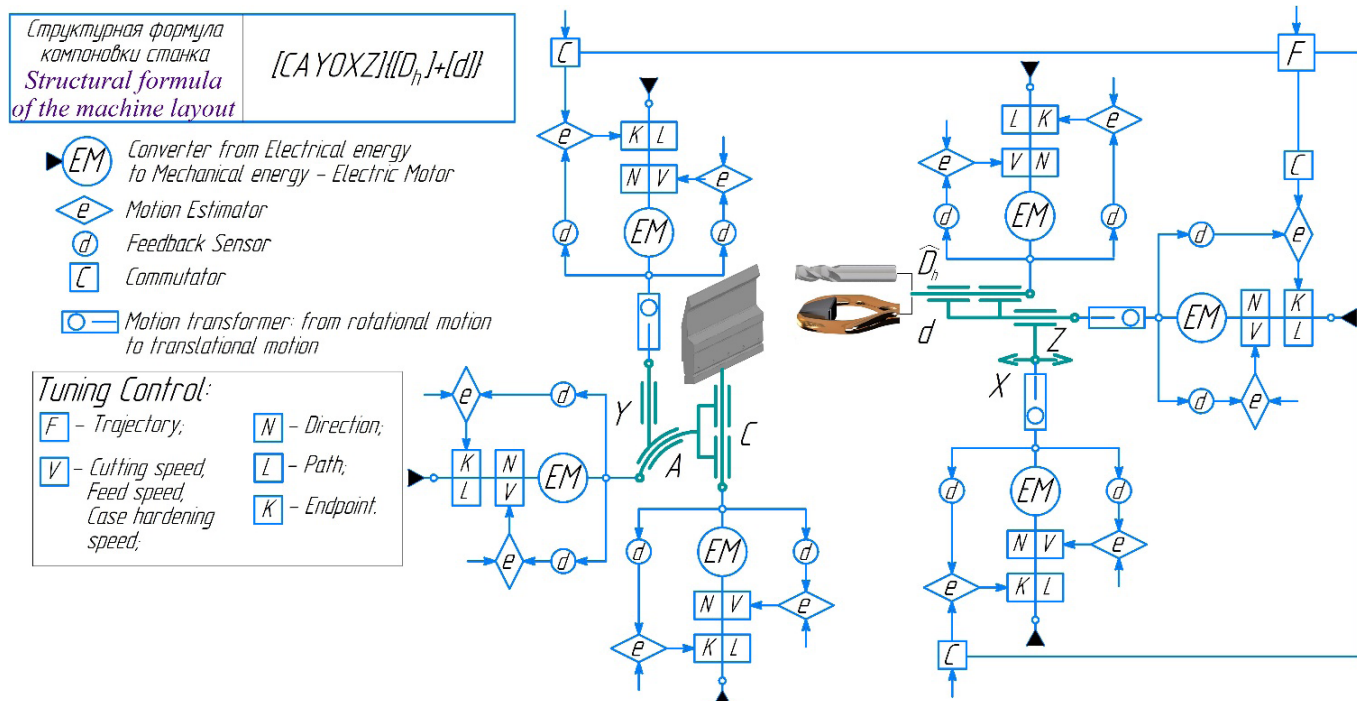 Структурная формула
компоновки станка
Structural formula
of the machine layout
[CAYOXZ]{[D̂h]+[d]}
EM
Converter from Electrical energy
to Mechanical energy – Electric Motor
e
Motion Estimator
d
Feedback Sensor
C
Commutator
Motion transformer: from rotational motion
to translational motion
Tuning Control:
F – Trajectory;
N – Direction;
V – Cutting speed,
Feed speed,
Case hardening
speed;
L – Path;
K – Endpoint.
C
F
e
K L
N V
e
d
EM
d
L K
e
e
V N
d
EM
d
C
d
e
D̂h
d
EM
N
V
K
L
Z
d
e
X
Y
A
C
e
d
K
L
N
V
EM
e
d
d
EM
d
N V
e
e
K L
d
EM
d
N V
e
e
K L
C